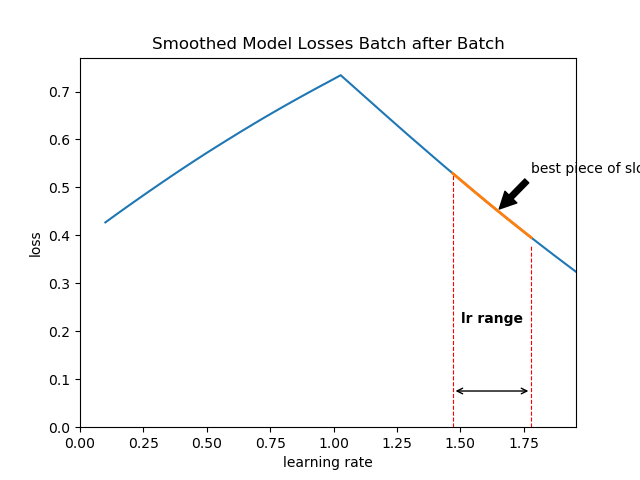 Smoothed Model Losses Batch after Batch
0.7
0.6
0.5
0.4
0.3
0.2
0.1
0.0
loss
best piece of slo
lr range
0.00 0.25 0.50 0.75 1.00 1.25 1.50 1.75
learning rate